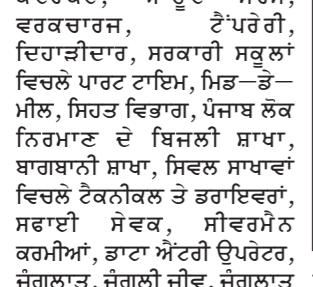 ਵਰਕਚਾਰਜ, ਟੈਂਪਰੇਰੀ,
ਦਿਹਾੜੀਦਾਰ, ਸਰਕਾਰੀ ਸਕੂਲਾਂ
ਵਿਚਲੇ ਪਾਰਟ ਟਾਇਮ, ਮਿਡ—ਡੇ—
ਮੀਲ, ਸਿਹਤ ਵਿਭਾਗ, ਪੰਜਾਬ ਲੋਕ
ਨਿਰਮਾਣ ਦੇ ਬਿਜਲੀ ਸ਼ਾਖਾ,
ਬਾਗਬਾਨੀ ਸ਼ਾਖਾ, ਸਿਵਲ ਸਾਖਾਵਾਂ
ਵਿਚਲੇ ਟੈਕਨੀਕਲ ਤੇ ਡਰਾਇਵਰਾਂ,
ਸਫਾਈ ਸੇਵਕ, ਸੀਵਰਮੈਨ
ਕਰਮੀਆਂ, ਡਾਟਾ ਐਂਟਰੀ ਉਪਰੇਟਰ,
ਜੰਗਲਾਤ, ਜੰਗਲੀ ਜੀਵ, ਜੰਗਲਾਤ